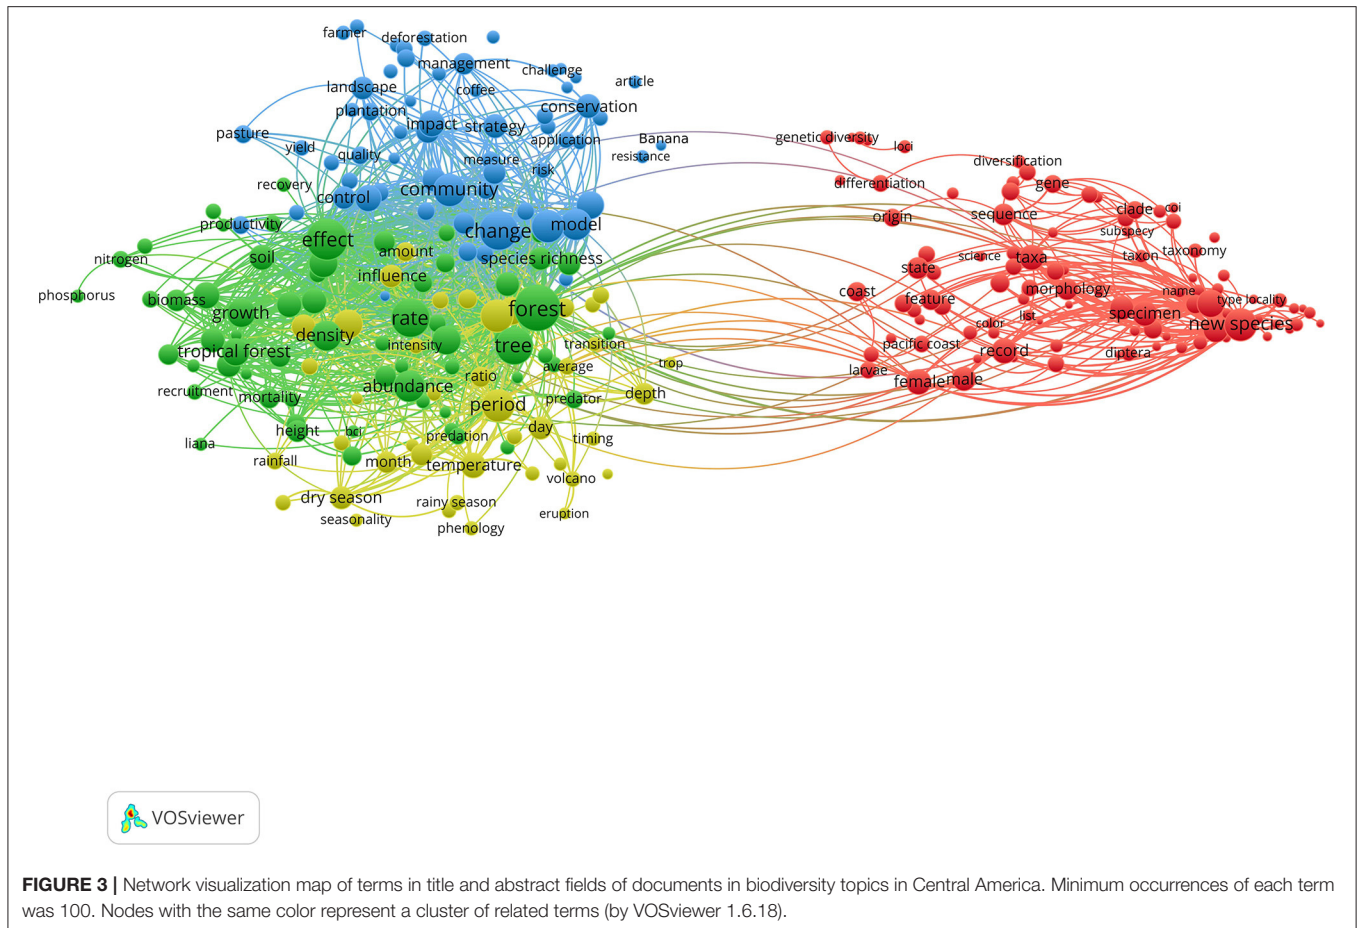 farmer
deforestation
management
challenge
article
landscape
coffee
plantation
conservation
impact
strategy
pasture
application
Banana
yield
quality
measure
risk
resistance
recovery
control
community
productivity
effect
change
model
nitrogen
soil
amount
species richness
influence
phosphorus
biomass
growth
rate
forest
density
intensity
tree
transition
tropical forest
average
trop
recruitment
mortality
abundance
ratio
period
predator
depth
liana
height
bci
predation
day
timing
rainfall
month
temperature
volcano
dry season
rainy season
seasonality
phenology
eruption
genetic diversity
loci
diversification
differentiation
gene
origin
sequence
clade
coi
subspecy
state
science
taxa
taxon
taxonomy
coast
feature
morphology
name
type locality
color
list
specimen
new species
pacific coast
record
diptera
larvae
female
male
VOSviewer
FIGURE 3 | Network visualization map of terms in title and abstract fields of documents in biodiversity topics in Central America. Minimum occurrences of each term
was 100. Nodes with the same color represent a cluster of related terms (by VOSviewer 1.6.18).